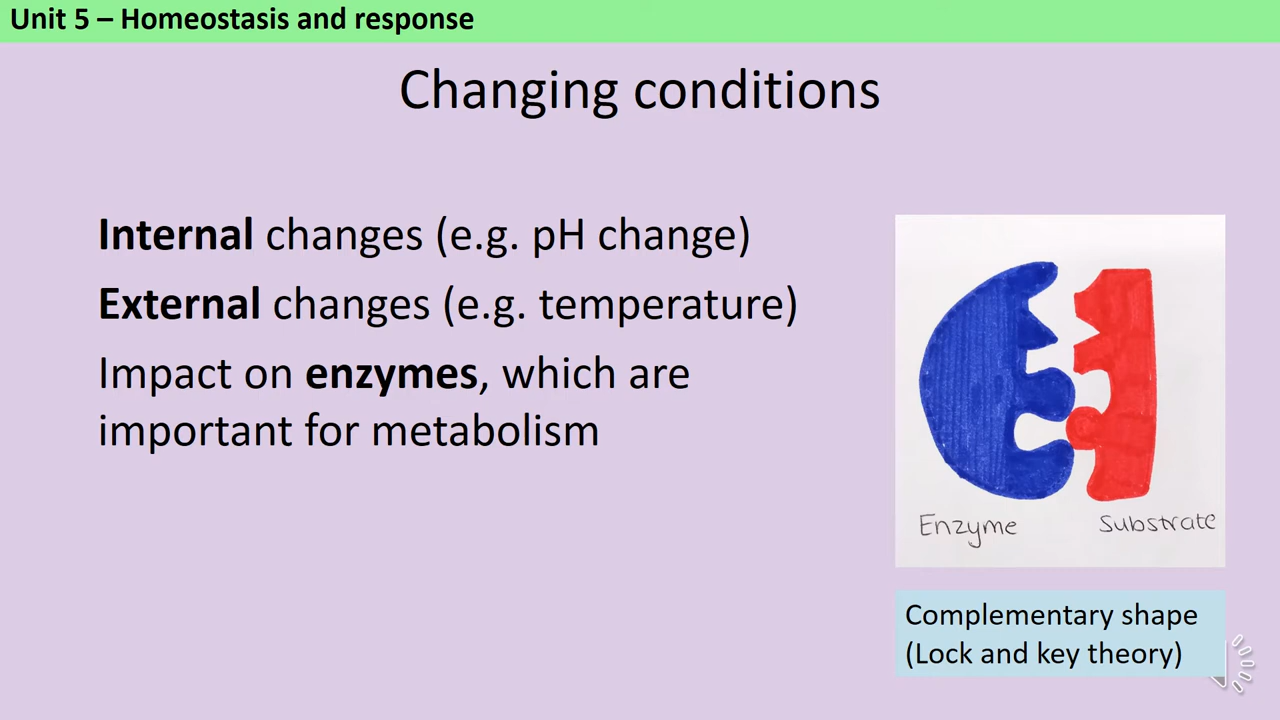 Unit 5 – Homeostasis and response
Changing conditions
Internal changes (e.g. pH change)
External changes (e.g. temperature)
Impact on enzymes, which are
important for metabolism
Enzyme
Substrate
Complementary shape
(Lock and key theory)